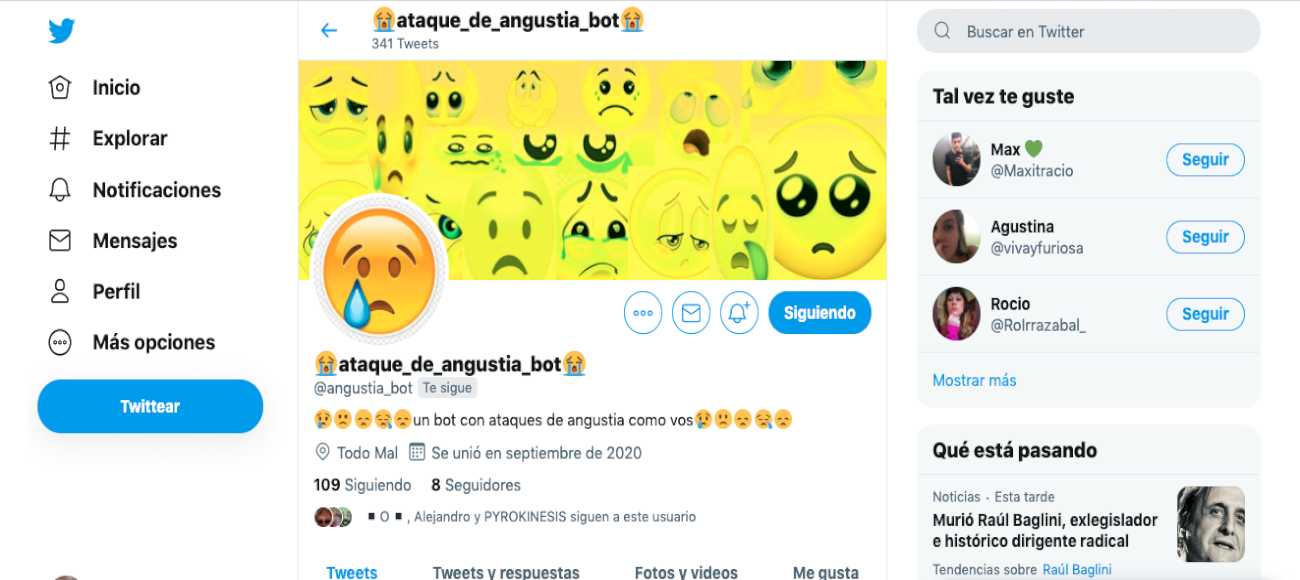 Inicio
Explorar
Notificaciones
Mensajes
Perfil
Más opciones
Twittear
😭ataque_de_angustia_bot😭
341 Tweets
Siguiendo
😭ataque_de_angustia_bot😭
@angustia_bot Te sigue
😢🙁😞😪😞un bot con ataques de angustia como vos😢🙁😞😪😞
Todo Mal Se unió en septiembre de 2020
109 Siguiendo 8 Seguidores
▪ O ▪ , Alejandro y PYROKINESIS siguen a este usuario
Tweets Tweets y respuestas Fotos y videos Me gusta
Buscar en Twitter
Tal vez te guste
Max 💚
@Maxitracio
Seguir
Agustina
@vivayfuriosa
Seguir
Rocio
@RoIrrazabal_
Seguir
Mostrar más
Qué está pasando
Noticias · Esta tarde
Murió Raúl Baglini, exlegislador
e histórico dirigente radical
Tendencias sobre Raúl Baglini